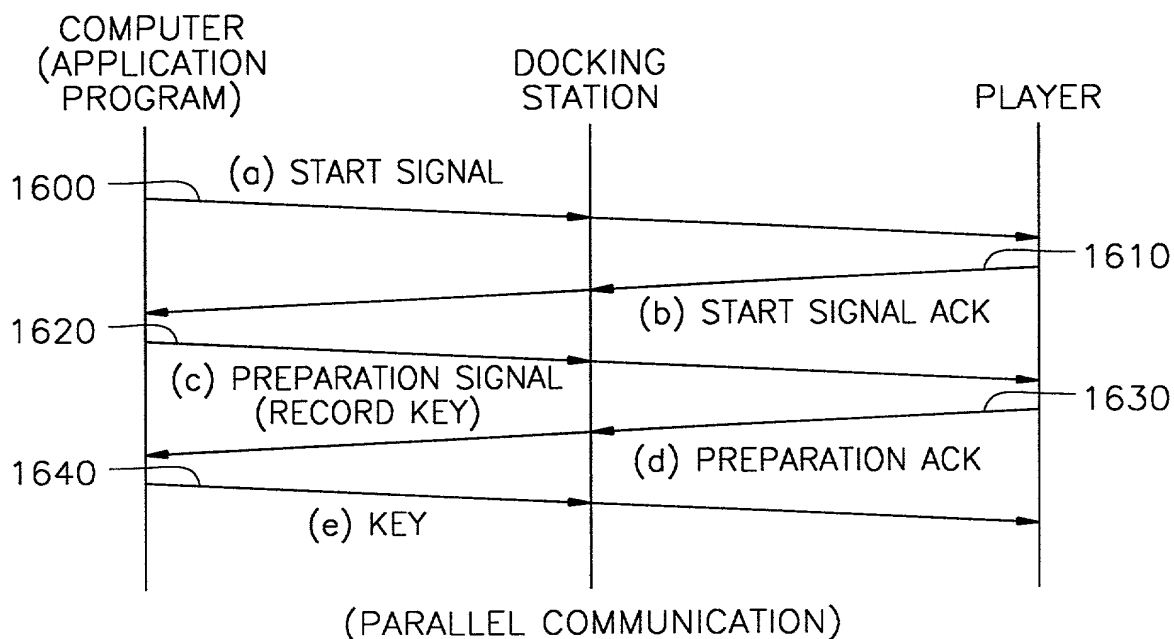 COMPUTER
(APPLICATION
PROGRAM)
DOCKING
STATION
PLAYER
1600
(a) START SIGNAL
1610
(b) START SIGNAL ACK
1620
(c) PREPARATION SIGNAL
(RECORD KEY)
1630
(d) PREPARATION ACK
1640
(e) KEY
(PARALLEL COMMUNICATION)